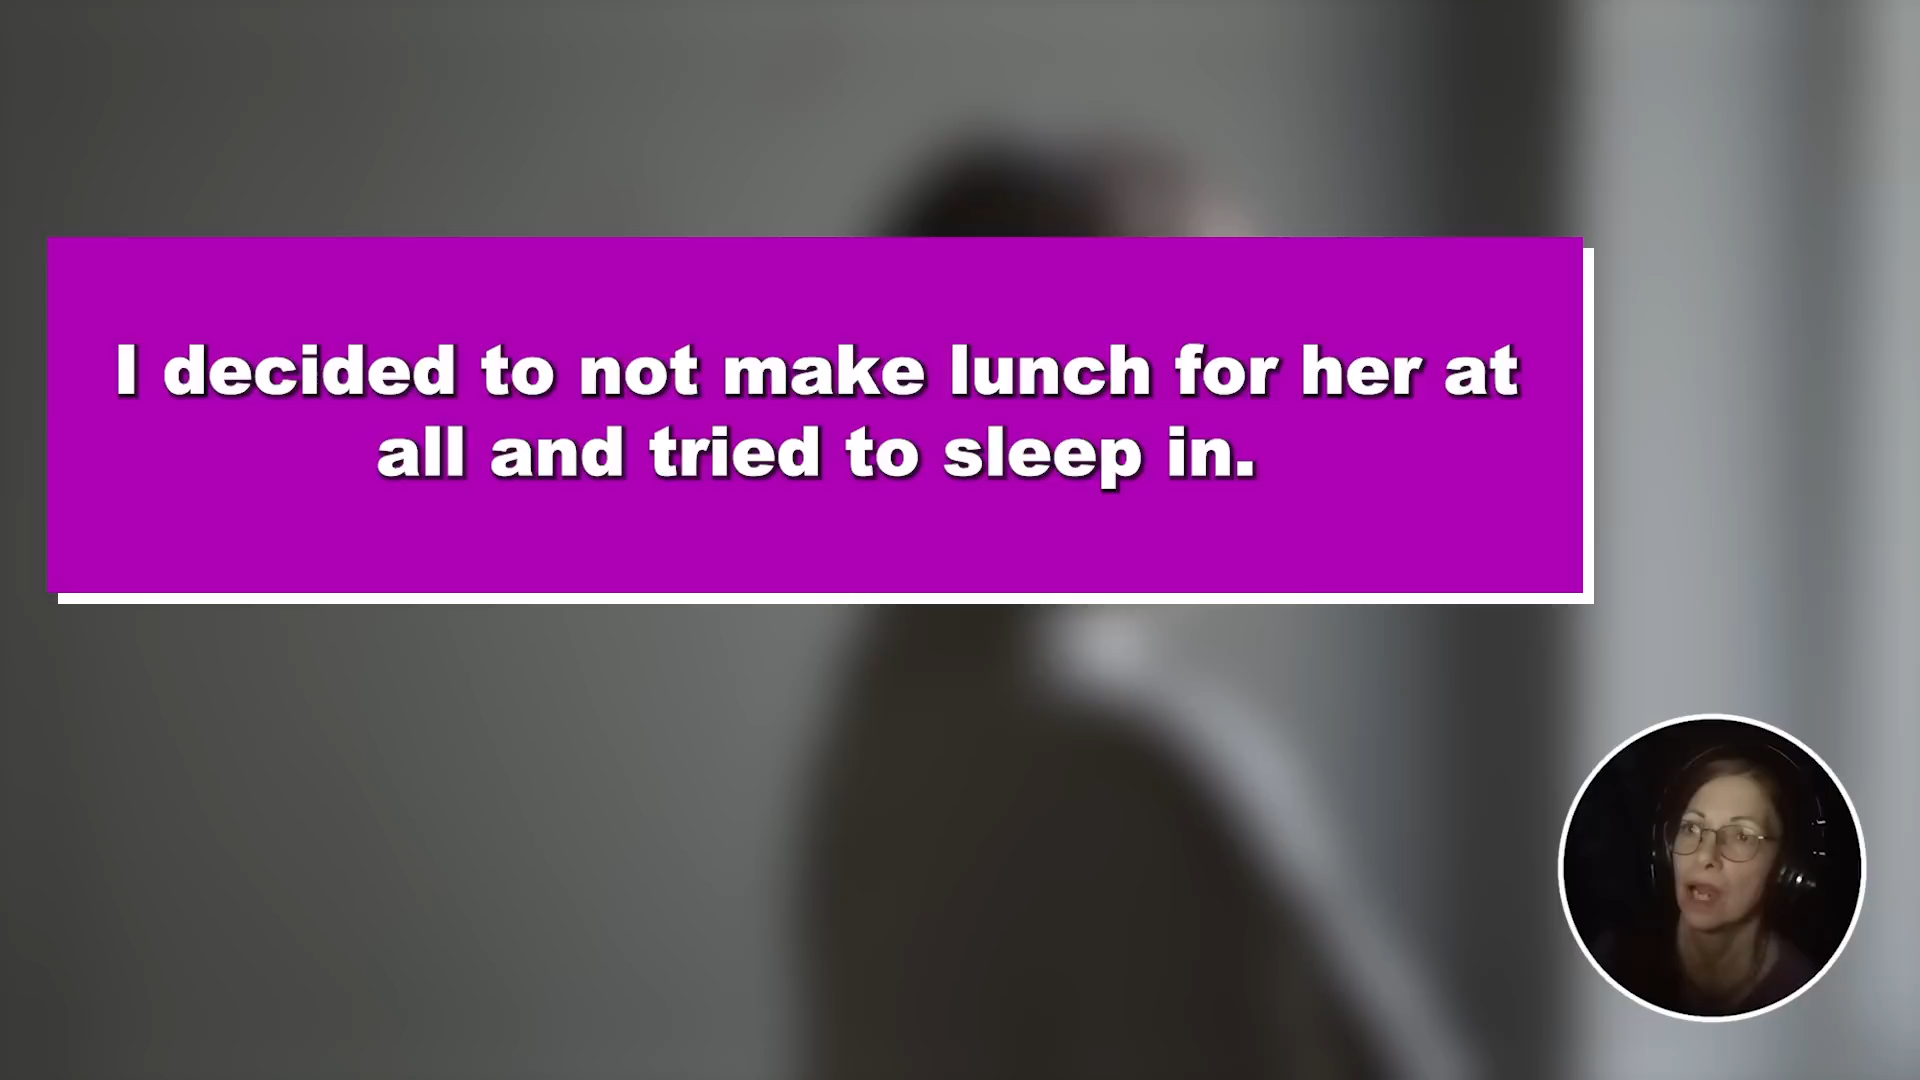 I decided to not make lunch for her at
all and tried to sleep in.